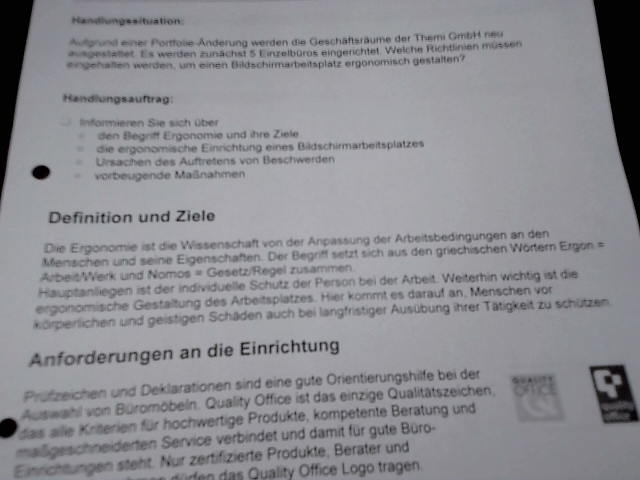 Handlungssituation:
Aufgrund einer Portfolie-Änderung werden die Geschäftsräume der Themi GmbH neu
ausgestattet. Es werden zunächst 5 Einzelbüros eingerichtet. Welche Richtlinien müssen
eingehalten werden, um einen Bildschirmarbeitsplatz ergonomisch gestalten?
Handlungsauftrag:
Informieren Sie sich über
den Begriff Ergonomie und ihre Ziele
die ergonomische Einrichtung eines Bildschirmarbeitsplatzes
Ursachen des Auftretens von Beschwerden
vorbeugende Maßnahmen
Definition und Ziele
Die Ergonomie ist die Wissenschaft von der Anpassung der Arbeitsbedingungen an den
Menschen und seine Eigenschaften. Der Begriff setzt sich aus den griechischen Wörtern Ergon =
Arbeit/Werk und Nomos = Gesetz/Regel zusammen.
Hauptanliegen ist der individuelle Schutz der Person bei der Arbeit. Weiterhin wichtig ist die
ergonomische Gestaltung des Arbeitsplatzes. Hier kommt es darauf an, Menschen vor
körperlichen und geistigen Schäden auch bei langfristiger Ausübung ihrer Tätigkeit zu schützen.
Anforderungen an die Einrichtung
Prüfzeichen und Deklarationen sind eine gute Orientierungshilfe bei der
Auswahl von Büromöbeln. Quality Office ist das einzige Qualitätszeichen,
das alle Kriterien für hochwertige Produkte, kompetente Beratung und
maßgeschneiderten Service verbindet und damit für gute Büro-
Einrichtungen steht. Nur zertifizierte Produkte, Berater und
dürfen das Quality Office Logo tragen.
QUALITY
OFFICE